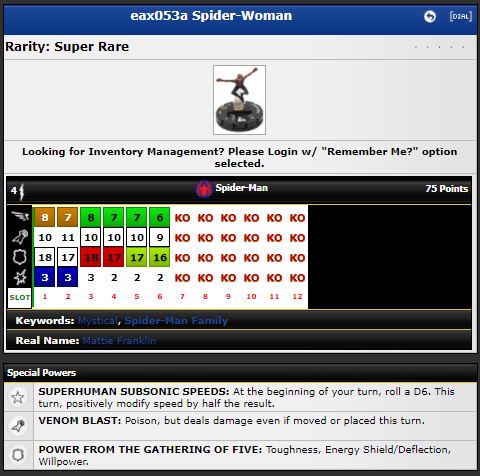 eax053a Spider-Woman [DIAL]
Rarity: Super Rare
Looking for Inventory Management? Please Login w/ "Remember Me?" option
selected.
4 Spider-Man 75 Points
8 7 8 7 7 6 KO KO KO KO KO KO
10 11 10 10 10 9 KO KO KO KO KO KO
18 17 18 17 17 16 KO KO KO KO KO KO
3 3 3 2 2 2 KO KO KO KO KO KO
SLOT 1 2 3 4 5 6 7 8 9 10 11 12
Keywords: Mystical, Spider-Man Family
Real Name: Mattie Franklin
Special Powers
SUPERHUMAN SUBSONIC SPEEDS: At the beginning of your turn, roll a D6. This
turn, positively modify speed by half the result.
VENOM BLAST: Poison, but deals damage even if moved or placed this turn.
POWER FROM THE GATHERING OF FIVE: Toughness, Energy Shield/Deflection,
Willpower.